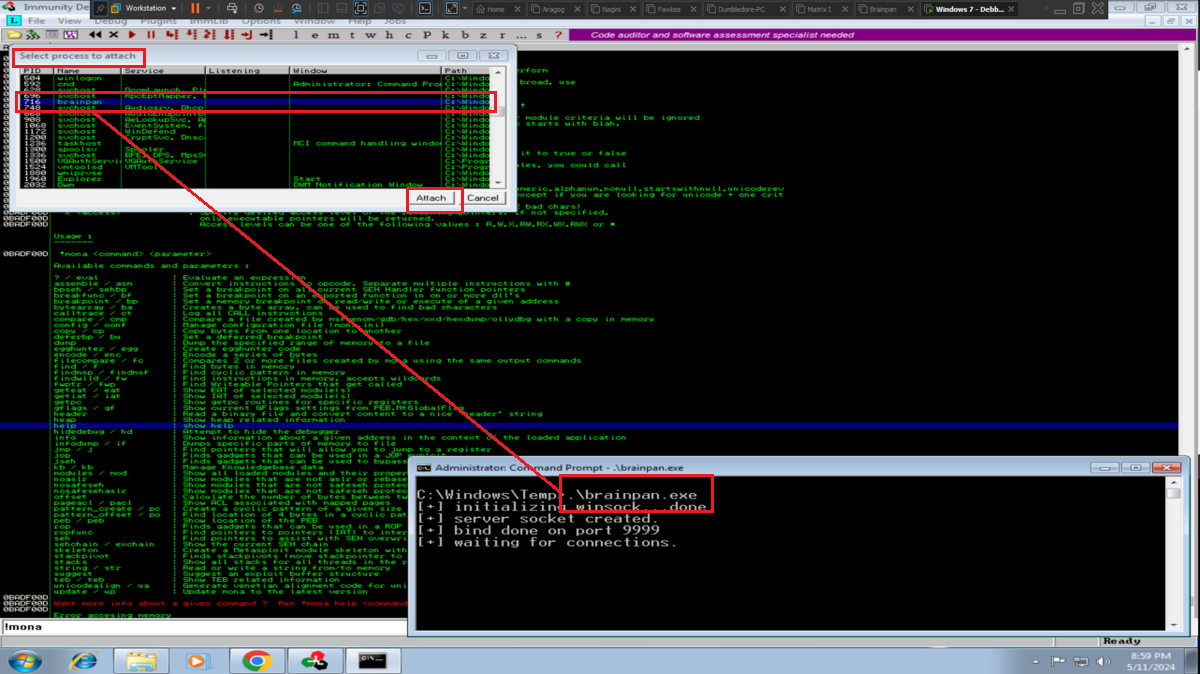 Immunity De
Workstation
Home
Aragog
Nagini
Fawkes
Dumbledore-PC
Matrix I
Brainpan
Windows 7 - Debb...
File View Debug Plugins ImmLib Options Window Help Jobs
l e m t w h c P k b z r ... s ?
Code auditor and software assessment specialist needed
Select process to attach
PID Name Service Listening Window Path
504 winlogon C:\Windo
592 cmd Administrator: Command Pro C:\Windo
696 svchost RpcEptMapper,
716 brainpan C:\Windo
748 svchost Audiosrv, Dhcp C:\Windo
908 svchost AeLookupSvc, C:\Windo
1068 svchost EventSystem, C:\Windo
1172 svchost WinDefend C:\Windo
1200 svchost CryptSvc, Dnsc C:\Windo
1236 taskhost MCI command handling window C:\Windo
1300 spoolsv Spooler C:\Windo
1336 svchost BFE, DPS, MpsS C:\Windo
1500 VGAuthServic VGAuthService C:\Progr
1524 vmtoolsd VMTools C:\Progr
1880 wmiprvse C:\Windo
1960 Explorer Start C:\Windo
2032 Dwm DWM Notification Window C:\Windo
Attach Cancel
erform
broad, use
module criteria will be ignored
starts with blah.
it to true or false
les, you could call
meric,alphanum,nonull,startswithnull,unicoderev
except if you are looking for unicode + one crit
bad chars)
0BADF00D if not specified.
0BADF00D only executable pointers will be returned.
0BADF00D Access levels can be one of the following values : R,W,X,RW,RX,WX,RWX or *
Usage :
-------
0BADF00D !mona <command> <parameter>
Available commands and parameters :
? / eval | Evaluate an expression
assemble / asm | Convert instructions to opcode. Separate multiple instructions with #
bpseh / sehbp | Set a breakpoint on all current SEH Handler function pointers
breakfunc / bf | Set a breakpoint on an exported function in on or more dll's
breakpoint / bp | Set a memory breakpoint on read/write or execute of a given address
bytearray / ba | Creates a byte array, can be used to find bad characters
calltrace / ct | Log all CALL instructions
compare / cmp | Compare a file created by msfvenom/gdb/hex/xxd/hexdump/ollydbg with a copy in memory
config / conf | Manage configuration file (mona.ini)
copy / cp | Copy bytes from one location to another
deferbp / bu | Set a deferred breakpoint
dump | Dump the specified range of memory to a file
egghunter / egg | Create egghunter code
encode / enc | Encode a series of bytes
filecompare / fc | Compares 2 or more files created by mona using the same output commands
find / f | Find bytes in memory
findmsp / findmsf | Find cyclic pattern in memory
findwild / fw | Find instructions in memory, accepts wildcards
fwptr / fwp | Find Writeable Pointers that get called
geteat / eat | Show EAT of selected module(s)
getiat / iat | Show IAT of selected module(s)
getpc | Show getpc routines for specific registers
gflags / gf | Show current GFlags settings from PEB.NtGlobalFlag
header | Read a binary file and convert content to a nice 'header' string
heap | Show heap related information
help | show help
hidedebug / hd | Attempt to hide the debugger
info | Show information about a given address in the context of the loaded application
infodump / if | Dumps specific parts of memory to file
jmp / j | Find pointers that will allow you to jump to a register
jop | Finds gadgets that can be used in a JOP exploit
jseh | Finds gadgets that can be used to bypass
kb / kb | Manage Knowledgebase data
modules / mod | Show all loaded modules and their proper
noaslr | Show modules that are not aslr or rebase
nosafeseh | Show modules that are not safeseh protect
nosafesehaslr | Show modules that are not safeseh protect
offset | Calculate the number of bytes between tw
pageacl / pacl | Show ACL associated with mapped pages
pattern_create / pc | Create a cyclic pattern of a given size
pattern_offset / po | Find location of 4 bytes in a cyclic pat
peb / peb | Show location of the PEB
rop | Finds gadgets that can be used in a ROP
ropfunc | Find pointers to pointers (IAT) to inter
seh | Find pointers to assist with SEH overwri
sehchain / exchain | Show the current SEH chain
skeleton | Create a Metasploit module skeleton with
stackpivot | Finds stackpivots (move stackpointer to
stacks | Show all stacks for all threads in the r
string / str | Read or write a string from/to memory
suggest | Suggest an exploit buffer structure
teb / teb | Show TEB related information
unicodealign / ua | Generate venetian alignment code for uni
update / up | Update mona to the latest version
0BADF00D
0BADF00D Want more info about a given command ? Run !mona help <command
0BADF00D
Error accesing memory
!mona
Administrator: Command Prompt - .\brainpan.exe
C:\Windows\Temp>.\brainpan.exe
[+] initializing winsock...done
[+] server socket created.
[+] bind done on port 9999
[+] waiting for connections.
Ready
8:59 PM
5/11/2024